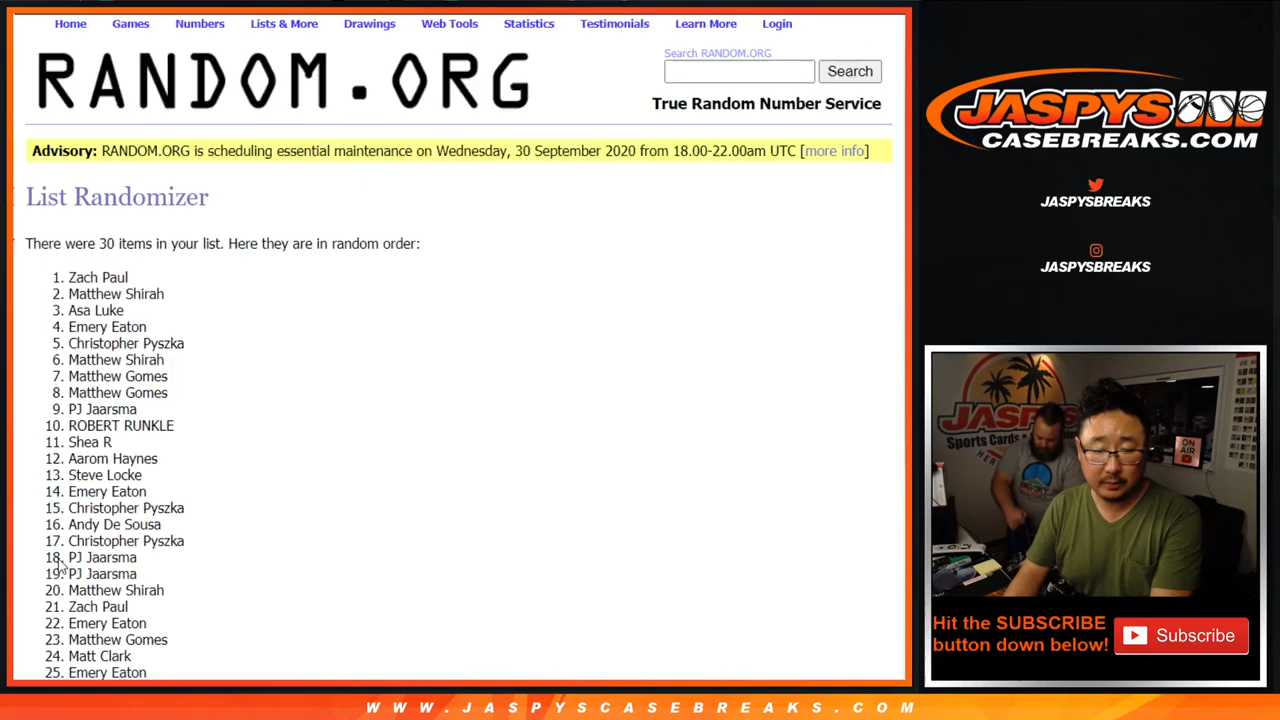 Home Games Numbers Lists & More Drawings Web Tools Statistics Testimonials Learn More Login
RANDOM.ORG
Search RANDOM.ORG
Search
True Random Number Service
Advisory: RANDOM.ORG is scheduling essential maintenance on Wednesday, 30 September 2020 from 18.00-22.00am UTC [more info]
List Randomizer
There were 30 items in your list. Here they are in random order:
1. Zach Paul
2. Matthew Shirah
3. Asa Luke
4. Emery Eaton
5. Christopher Pyszka
6. Matthew Shirah
7. Matthew Gomes
8. Matthew Gomes
9. PJ Jaarsma
10. ROBERT RUNKLE
11. Shea R
12. Aarom Haynes
13. Steve Locke
14. Emery Eaton
15. Christopher Pyszka
16. Andy De Sousa
17. Christopher Pyszka
18. PJ Jaarsma
19. PJ Jaarsma
20. Matthew Shirah
21. Zach Paul
22. Emery Eaton
23. Matthew Gomes
24. Matt Clark
25. Emery Eaton
JASPYS
CASEBREAKS.COM
JASPYSBREAKS
JASPYSBREAKS
JASPYS
Sports Cards &
ON
AIR
Hit the SUBSCRIBE
button down below!
Subscribe
WWW.JASPYSCASEBREAKS.COM